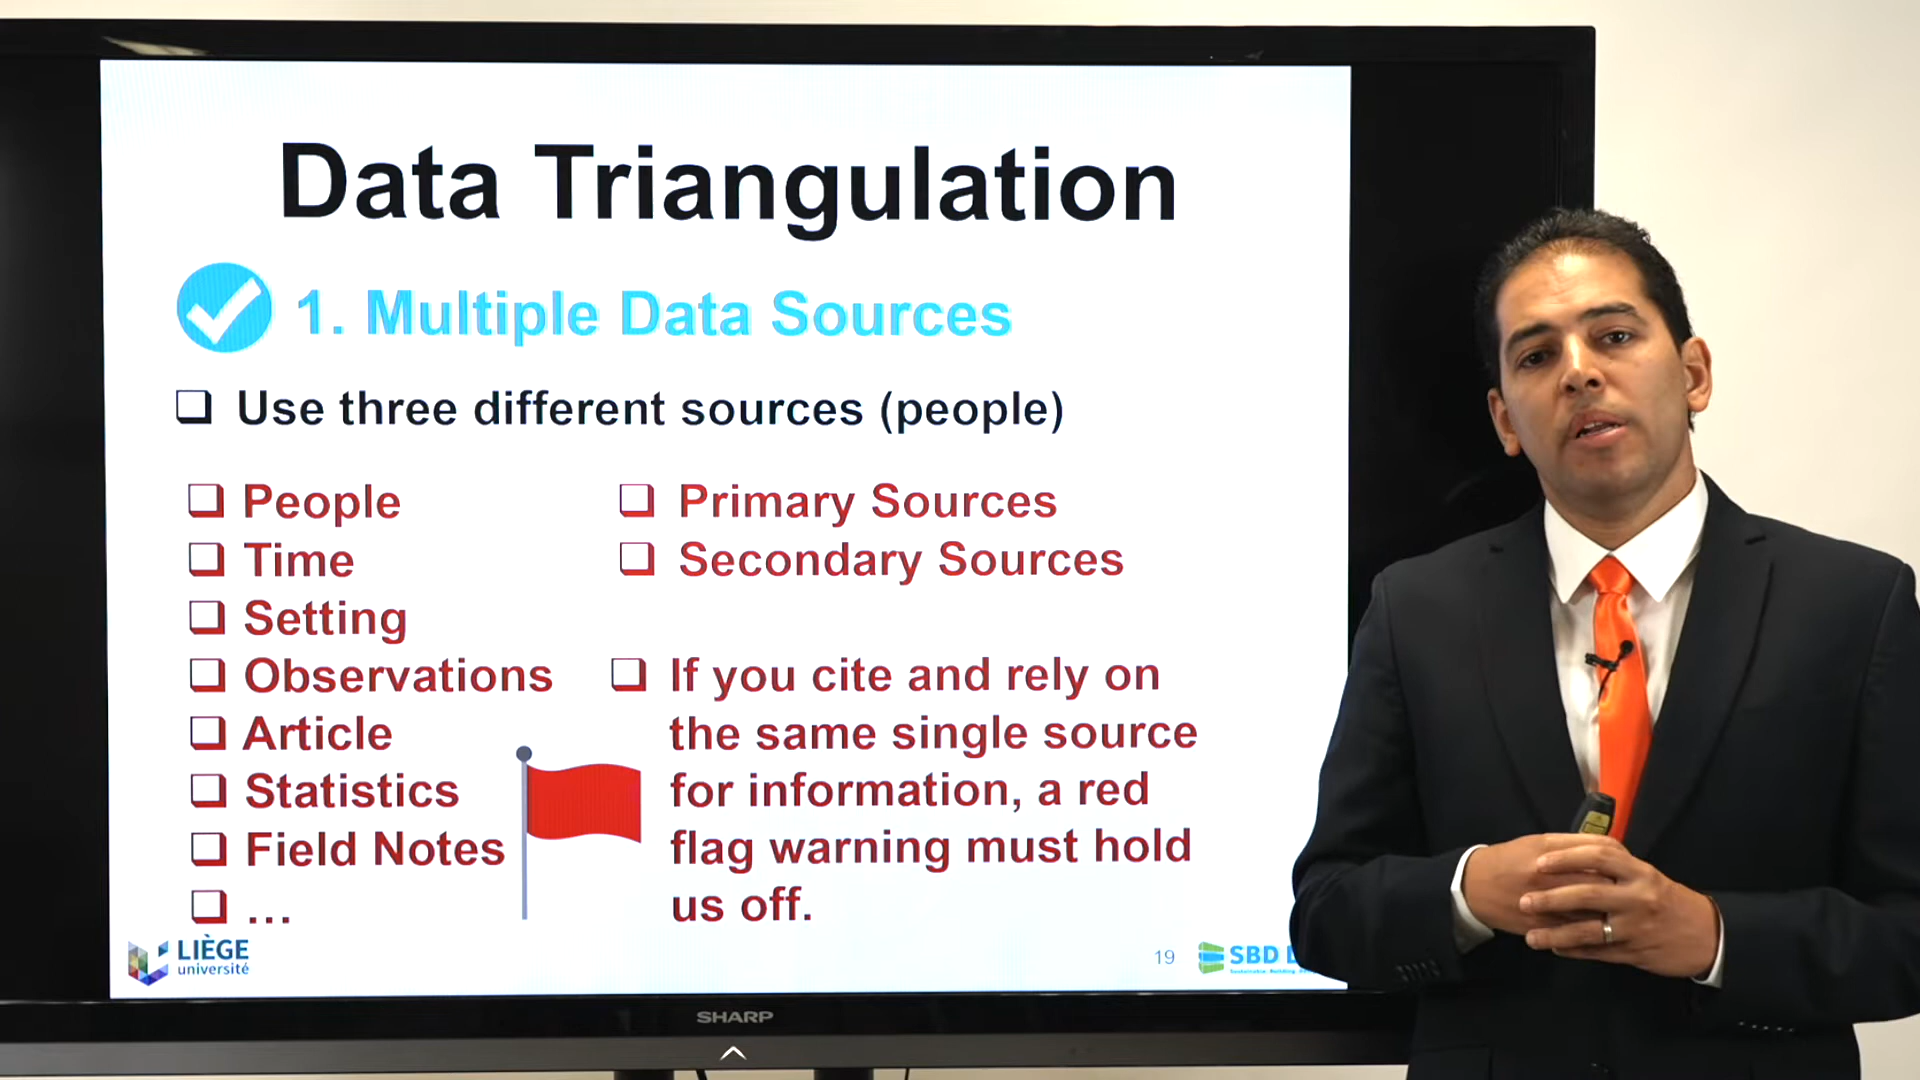 Data Triangulation
1. Multiple Data Sources
Use three different sources (people)
People
Time
Setting
Observations
Article
Statistics
Field Notes
...
Primary Sources
Secondary Sources
If you cite and rely on
the same single source
for information, a red
flag warning must hold
us off.
LIÈGE
université
19
SBD
SHARP